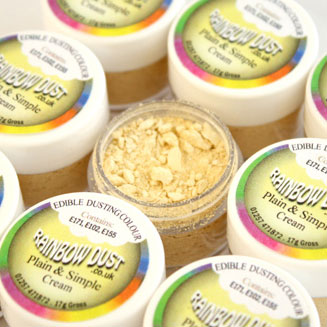 EDIBLE DUSTING COLOUR
Contains:
E171, E102, E155
RAINBOW DUST
.co.uk
Plain & Simple
Cream
01257 471872 . 17g Gross